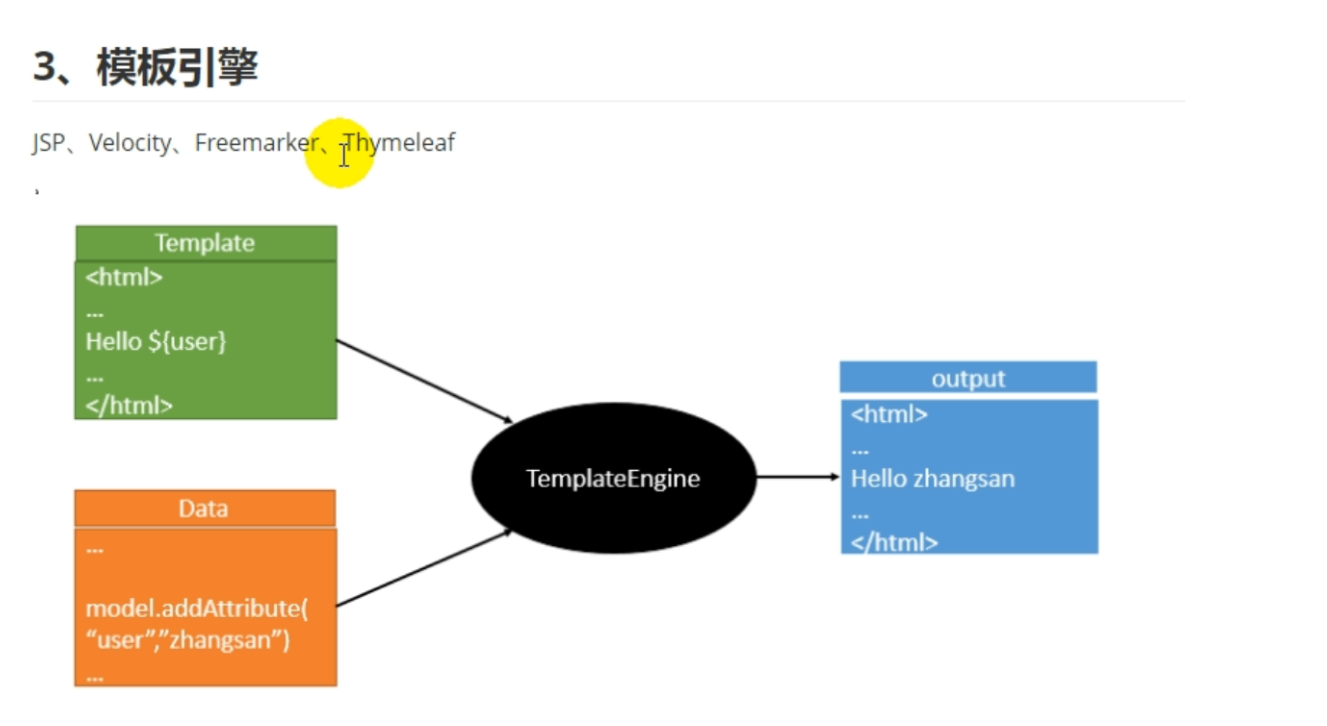 3、模板引擎
JSP、Velocity、Freemarker、Thymeleaf
、
Template
<html>
...
Hello ${user}
...
</html>
Data
...
model.addAttribute(
“user”,”zhangsan”)
...
TemplateEngine
output
<html>
...
Hello zhangsan
...
</html>